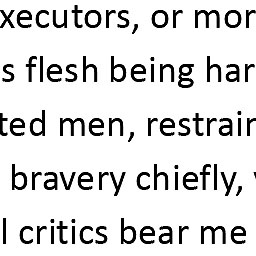 xecutors, or mor
s flesh being har
ted men, restrain
bravery chiefly,
l critics bear me